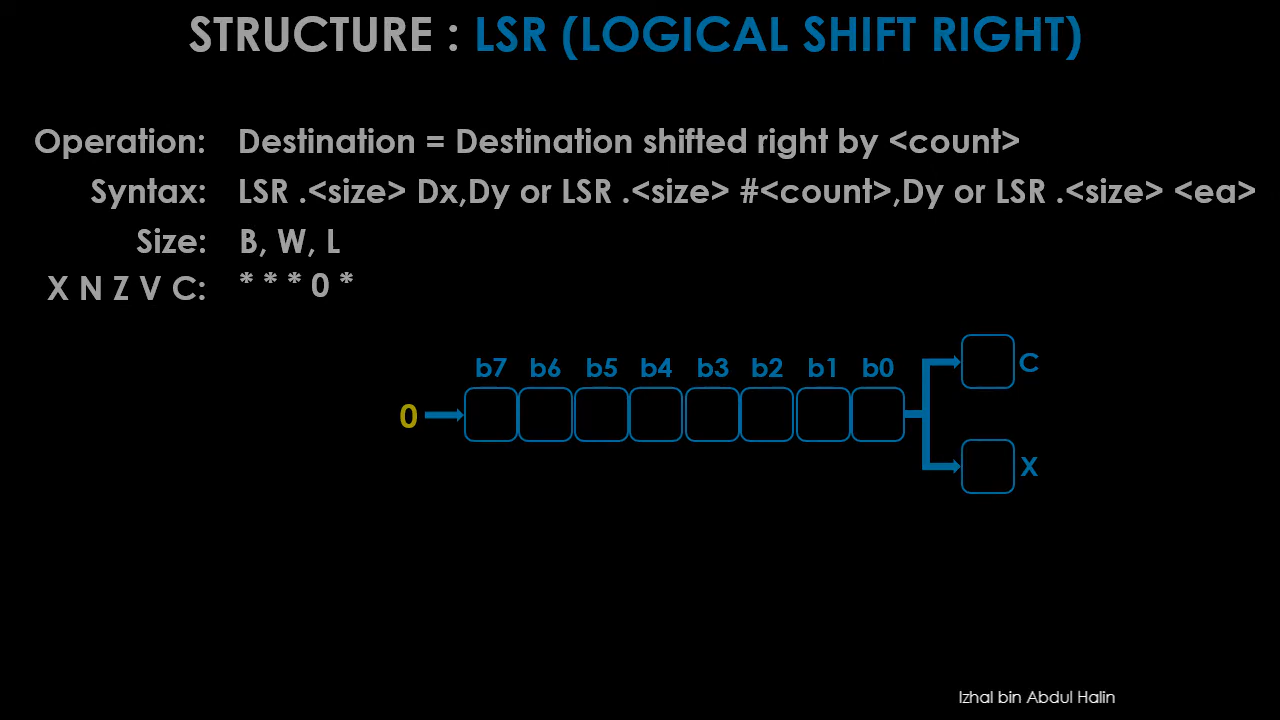 STRUCTURE : LSR (LOGICAL SHIFT RIGHT)
Operation: Destination = Destination shifted right by <count>
Syntax: LSR .<size> Dx,Dy or LSR .<size> #<count>,Dy or LSR .<size> <ea>
Size: B, W, L
X N Z V C: * * * 0 *
b7 b6 b5 b4 b3 b2 b1 b0
C
0
X
Izhal bin Abdul Halin